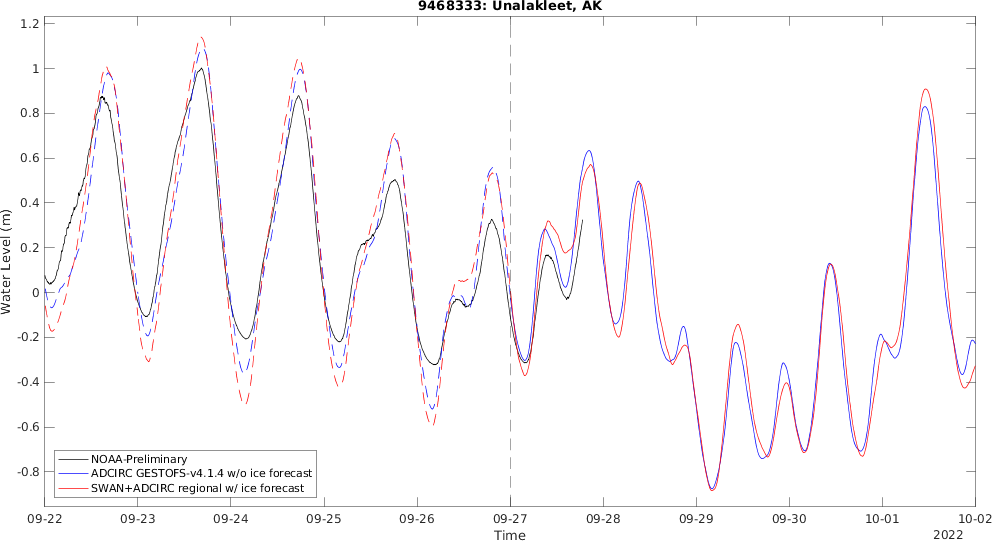 9468333: Unalakleet, AK
Water Level (m)
1.2
1
0.8
0.6
0.4
0.2
0
-0.2
-0.4
-0.6
-0.8
NOAA-Preliminary
ADCIRC GESTOFS-v4.1.4 w/o ice forecast
SWAN+ADCIRC regional w/ ice forecast
09-22 09-23 09-24 09-25 09-26 09-27 09-28 09-29 09-30 10-01 10-02
Time
2022